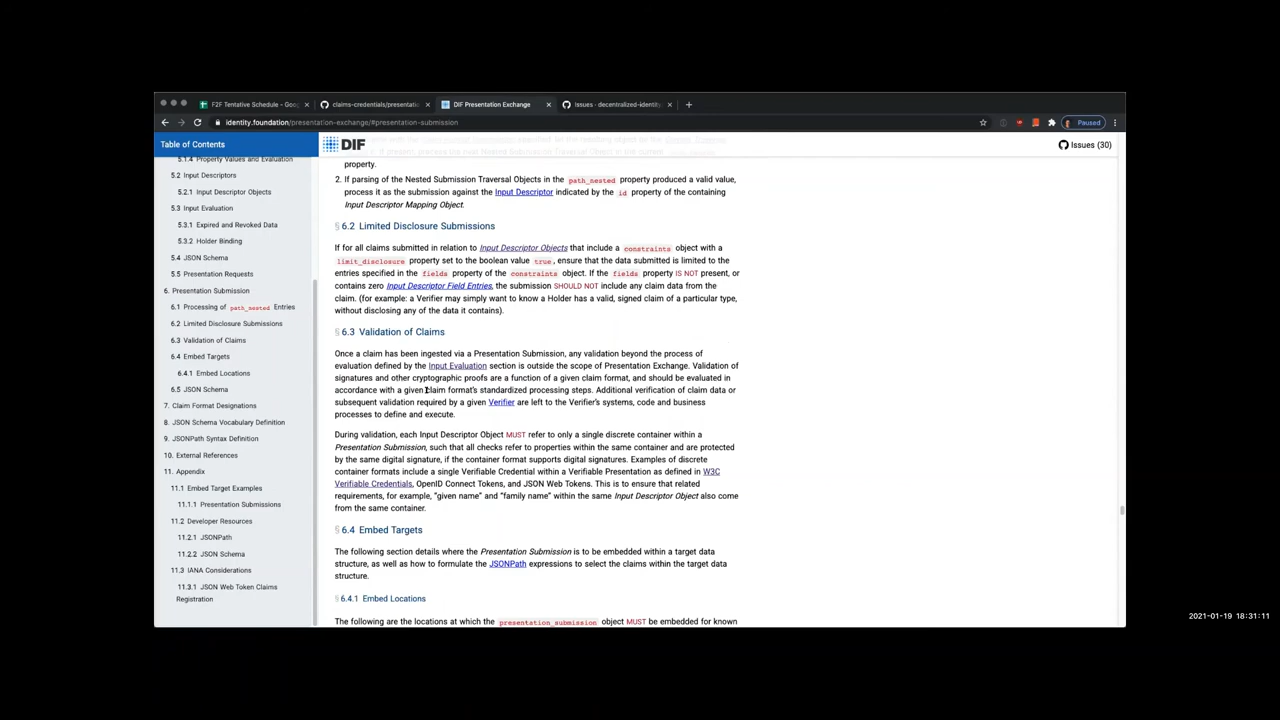 F2F Tentative Schedule - Goog
claims-credentials/presentatio
DIF Presentation Exchange
Issues · decentralized-identity
identity.foundation/presentation-exchange/#presentation-submission
Paused
Table of Contents
5.1.4 Property Values and Evaluation
5.2 Input Descriptors
5.2.1 Input Descriptor Objects
5.3 Input Evaluation
5.3.1 Expired and Revoked Data
5.3.2 Holder Binding
5.4 JSON Schema
5.5 Presentation Requests
6. Presentation Submission
6.1 Processing of path_nested Entries
6.2 Limited Disclosure Submissions
6.3 Validation of Claims
6.4 Embed Targets
6.4.1 Embed Locations
6.5 JSON Schema
7. Claim Format Designations
8. JSON Schema Vocabulary Definition
9. JSONPath Syntax Definition
10. External References
11. Appendix
11.1 Embed Target Examples
11.1.1 Presentation Submissions
11.2 Developer Resources
11.2.1 JSONPath
11.2.2 JSON Schema
11.3 IANA Considerations
11.3.1 JSON Web Token Claims
Registration
DIF
Issues (30)
property.
2. If parsing of the Nested Submission Traversal Objects in the path_nested property produced a valid value,
process it as the submission against the Input Descriptor indicated by the id property of the containing
Input Descriptor Mapping Object.
§ 6.2 Limited Disclosure Submissions
If for all claims submitted in relation to Input Descriptor Objects that include a constraints object with a
limit_disclosure property set to the boolean value true, ensure that the data submitted is limited to the
entries specified in the fields property of the constraints object. If the fields property IS NOT present, or
contains zero Input Descriptor Field Entries, the submission SHOULD NOT include any claim data from the
claim. (for example: a Verifier may simply want to know a Holder has a valid, signed claim of a particular type,
without disclosing any of the data it contains).
§ 6.3 Validation of Claims
Once a claim has been ingested via a Presentation Submission, any validation beyond the process of
evaluation defined by the Input Evaluation section is outside the scope of Presentation Exchange. Validation of
signatures and other cryptographic proofs are a function of a given claim format, and should be evaluated in
accordance with a given claim format's standardized processing steps. Additional verification of claim data or
subsequent validation required by a given Verifier are left to the Verifier's systems, code and business
processes to define and execute.
During validation, each Input Descriptor Object MUST refer to only a single discrete container within a
Presentation Submission, such that all checks refer to properties within the same container and are protected
by the same digital signature, if the container format supports digital signatures. Examples of discrete
container formats include a single Verifiable Credential within a Verifiable Presentation as defined in W3C
Verifiable Credentials, OpenID Connect Tokens, and JSON Web Tokens. This is to ensure that related
requirements, for example, “given name” and “family name” within the same Input Descriptor Object also come
from the same container.
§ 6.4 Embed Targets
The following section details where the Presentation Submission is to be embedded within a target data
structure, as well as how to formulate the JSONPath expressions to select the claims within the target data
structure.
§ 6.4.1 Embed Locations
The following are the locations at which the presentation_submission object MUST be embedded for known
2021-01-19 18:31:11